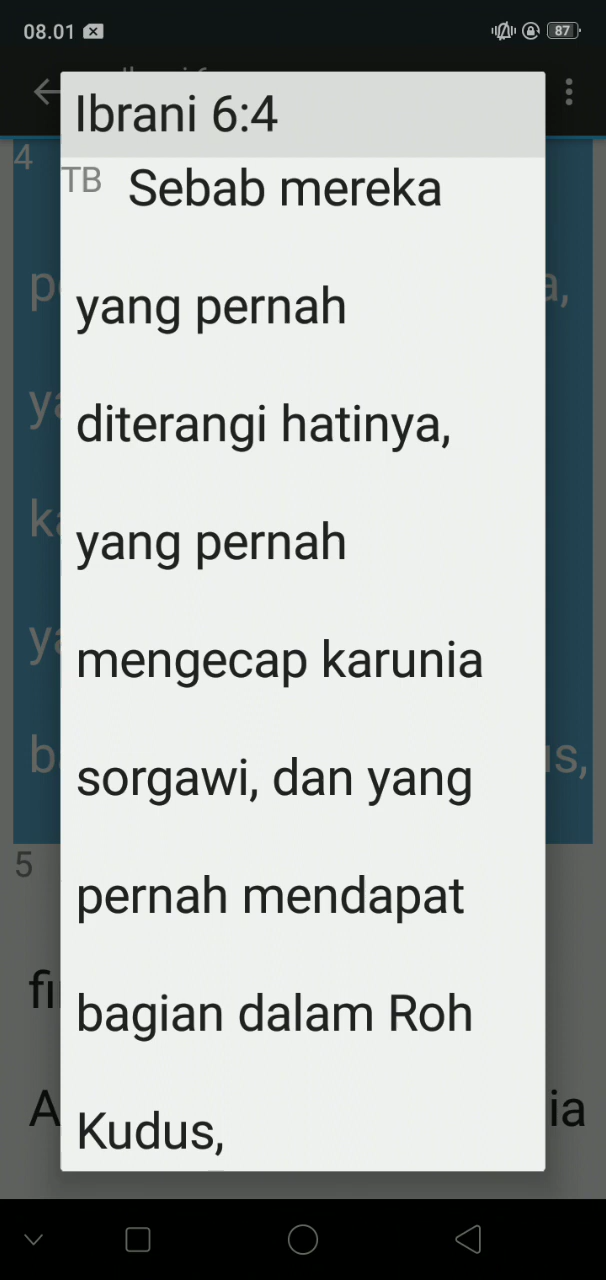 08.01
87
Ibrani 6:4
4
TB Sebab mereka
yang pernah
diterangi hatinya,
yang pernah
mengecap karunia
sorgawi, dan yang
pernah mendapat
bagian dalam Roh
Kudus,
5